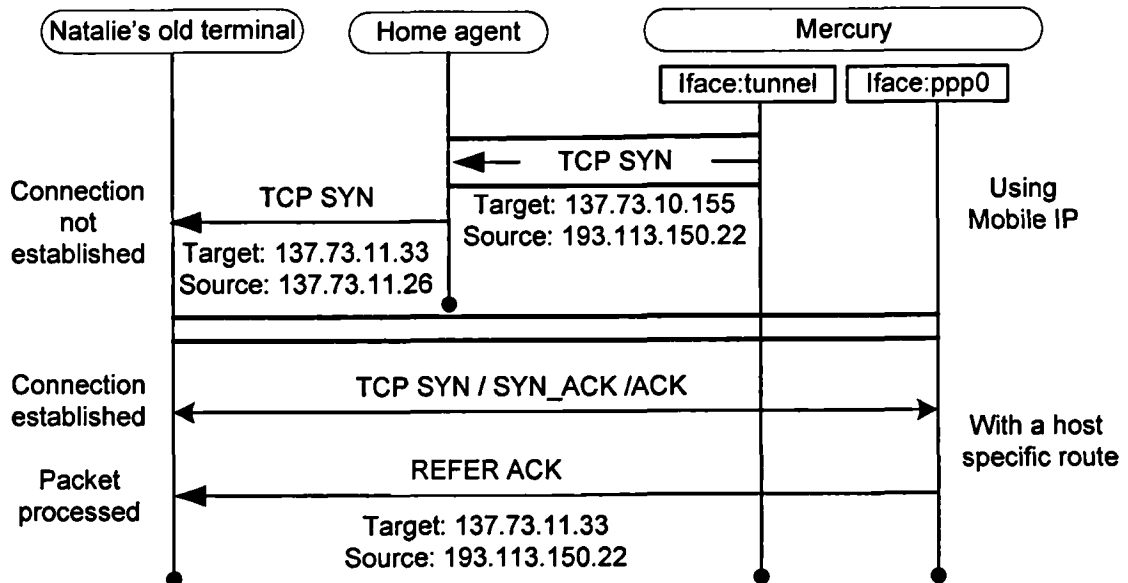 Natalie's old terminal
Home agent
Mercury
Iface:tunnel
Iface:ppp0
TCP SYN
Connection
not
established
TCP SYN
Target: 137.73.10.155
Source: 193.113.150.22
Using
Mobile IP
Target: 137.73.11.33
Source: 137.73.11.26
Connection
established
TCP SYN / SYN_ACK /ACK
With a host
specific route
Packet
processed
REFER ACK
Target: 137.73.11.33
Source: 193.113.150.22